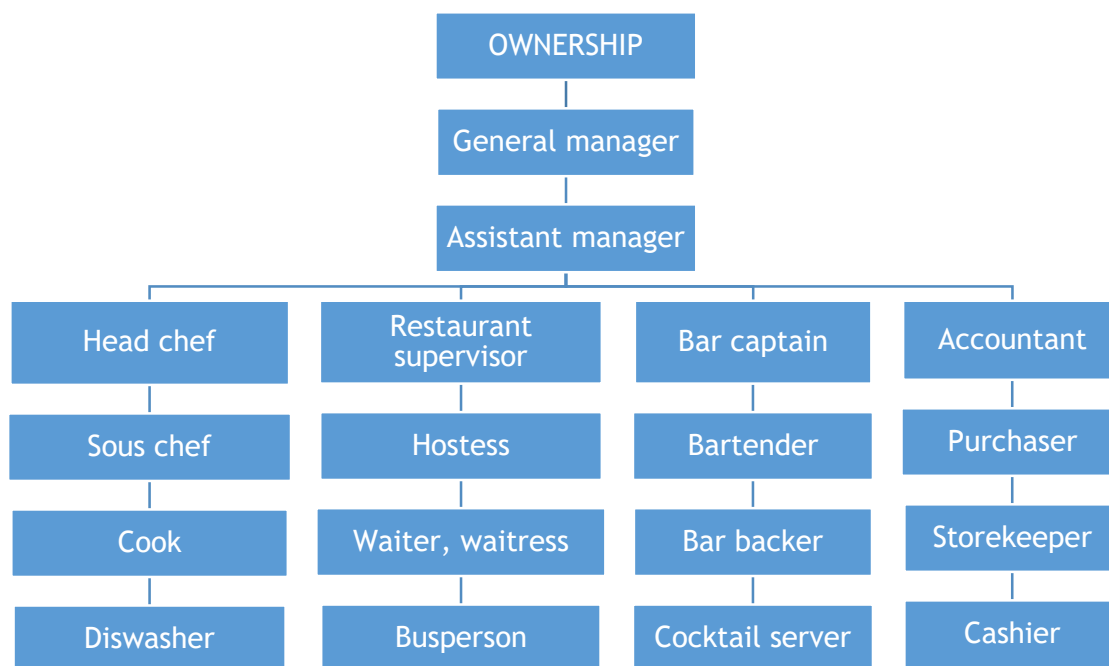 OWNERSHIP
General manager
Assistant manager
Head chef
Restaurant
supervisor
Bar captain
Accountant
Sous chef
Hostess
Bartender
Purchaser
Cook
Waiter, waitress
Bar backer
Storekeeper
Diswasher
Busperson
Cocktail server
Cashier